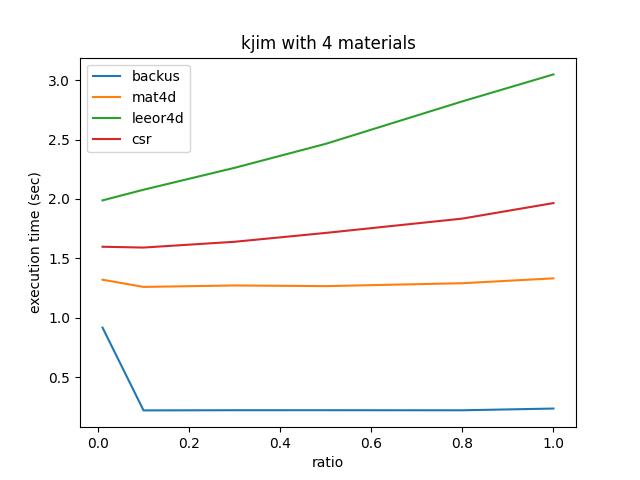 kjim with 4 materials
backus
mat4d
leeor4d
csr
execution time (sec)
3.0
2.5
2.0
1.5
1.0
0.5
0.0 0.2 0.4 0.6 0.8 1.0
ratio